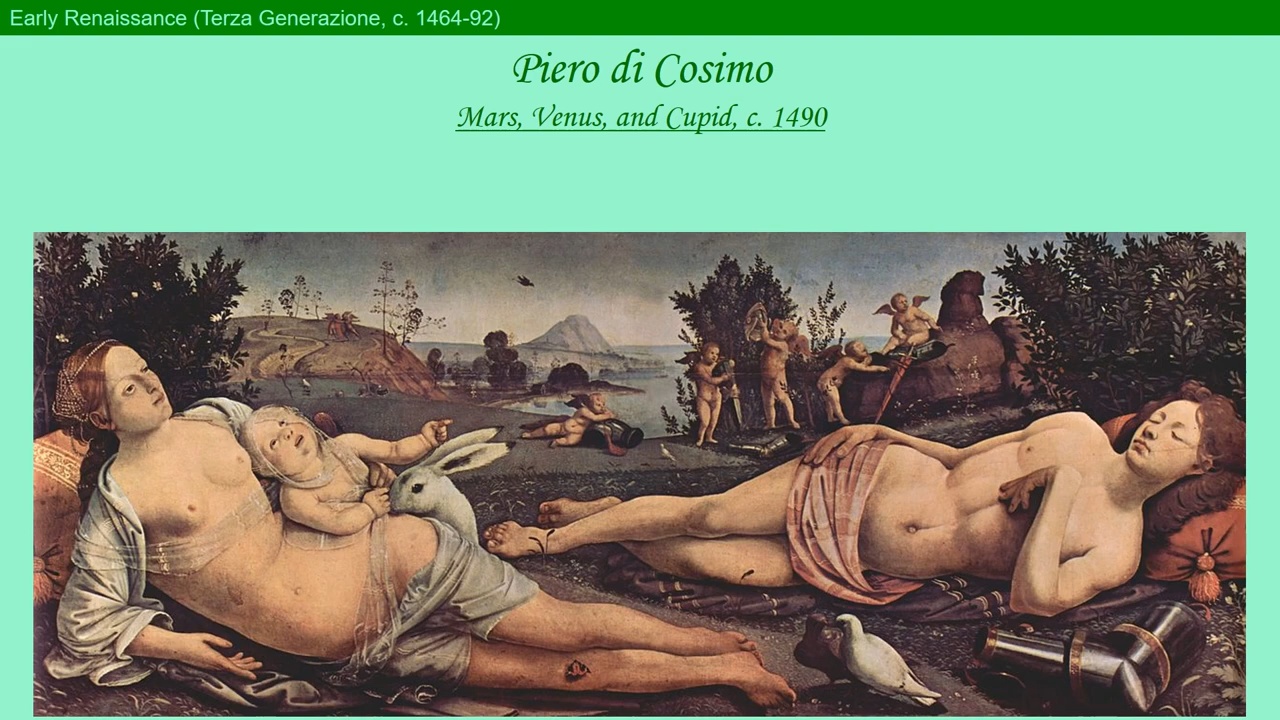 Early Renaissance (Terza Generazione, c. 1464-92)
Piero di Cosimo
Mars, Venus, and Cupid, c. 1490